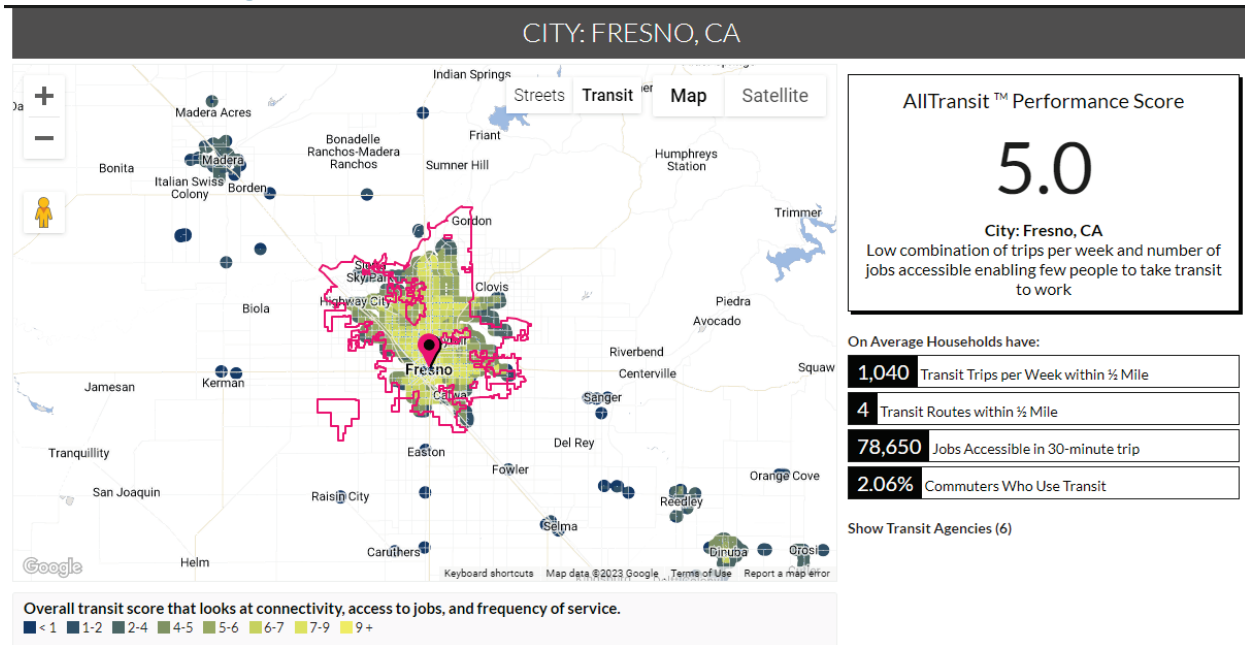 CITY: FRESNO, CA
Indian Springs
Streets Transit Map Satellite
Madera Acres
Friant
Bonadelle
Ranchos-Madera
Ranchos
Humphreys
Station
Madera
Bonita
Sumner Hill
Italian Swiss
Colony
Borden
Trimmer
Gordon
Sierra
Sky Park
Clovis
Highway City
Biola
Piedra
Avocado
Riverbend
Fresno
Centerville
Squaw
Kerman
Jamesan
Calwa
Sanger
Del Rey
Tranquillity
Easton
Fowler
Orange Cove
San Joaquin
Raisin City
Reedley
Selma
Caruthers
Dinuba
Orosi
Helm
Google
Keyboard shortcuts Map data ©2023 Google Terms of Use Report a map error
Overall transit score that looks at connectivity, access to jobs, and frequency of service.
< 1 1-2 2-4 4-5 5-6 6-7 7-9 9 +
AllTransit ™ Performance Score
5.0
City: Fresno, CA
Low combination of trips per week and number of
jobs accessible enabling few people to take transit
to work
On Average Households have:
1,040 Transit Trips per Week within ½ Mile
4 Transit Routes within ½ Mile
78,650 Jobs Accessible in 30-minute trip
2.06% Commuters Who Use Transit
Show Transit Agencies (6)